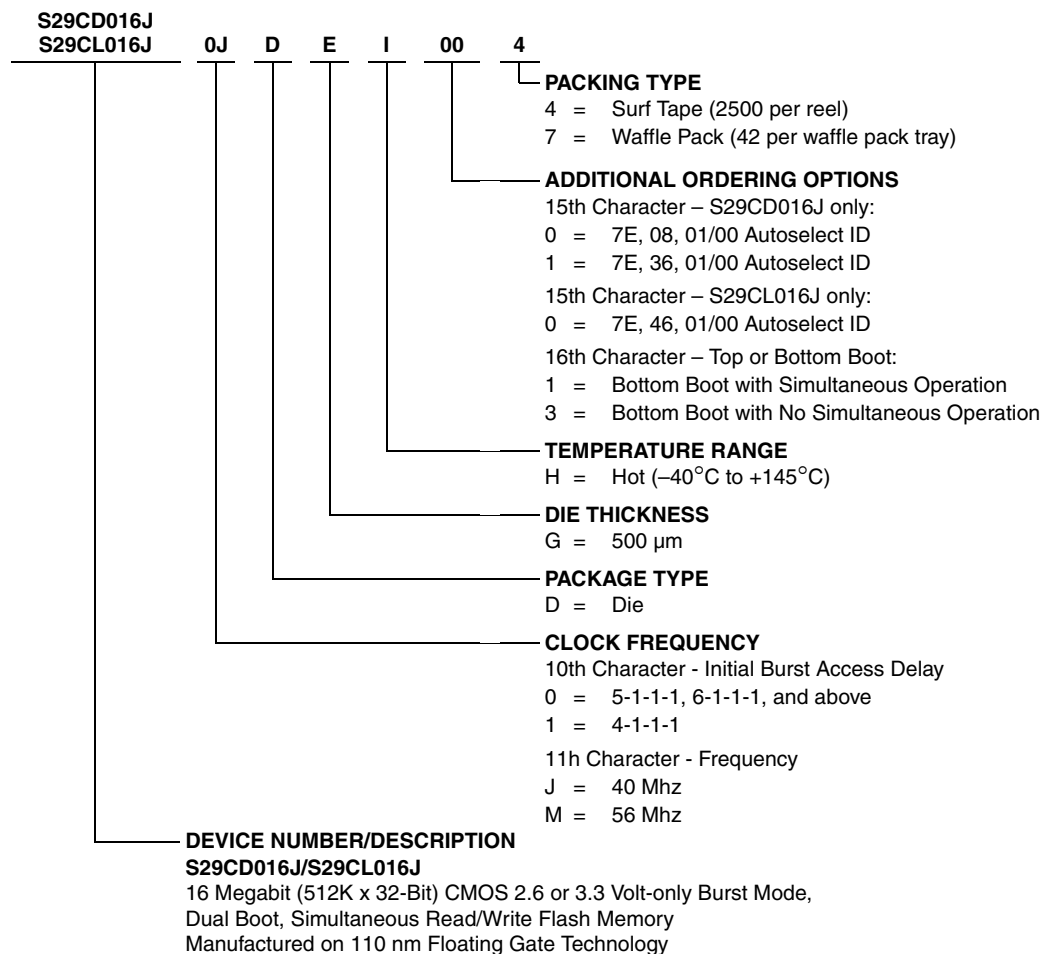 S29CD016J
S29CL016J 0J D E I 00 4
PACKING TYPE
4 = Surf Tape (2500 per reel)
7 = Waffle Pack (42 per waffle pack tray)
ADDITIONAL ORDERING OPTIONS
15th Character – S29CD016J only:
0 = 7E, 08, 01/00 Autoselect ID
1 = 7E, 36, 01/00 Autoselect ID
15th Character – S29CL016J only:
0 = 7E, 46, 01/00 Autoselect ID
16th Character – Top or Bottom Boot:
1 = Bottom Boot with Simultaneous Operation
3 = Bottom Boot with No Simultaneous Operation
TEMPERATURE RANGE
H = Hot (–40°C to +145°C)
DIE THICKNESS
G = 500 µm
PACKAGE TYPE
D = Die
CLOCK FREQUENCY
10th Character - Initial Burst Access Delay
0 = 5-1-1-1, 6-1-1-1, and above
1 = 4-1-1-1
11h Character - Frequency
J = 40 Mhz
M = 56 Mhz
DEVICE NUMBER/DESCRIPTION
S29CD016J/S29CL016J
16 Megabit (512K x 32-Bit) CMOS 2.6 or 3.3 Volt-only Burst Mode,
Dual Boot, Simultaneous Read/Write Flash Memory
Manufactured on 110 nm Floating Gate Technology